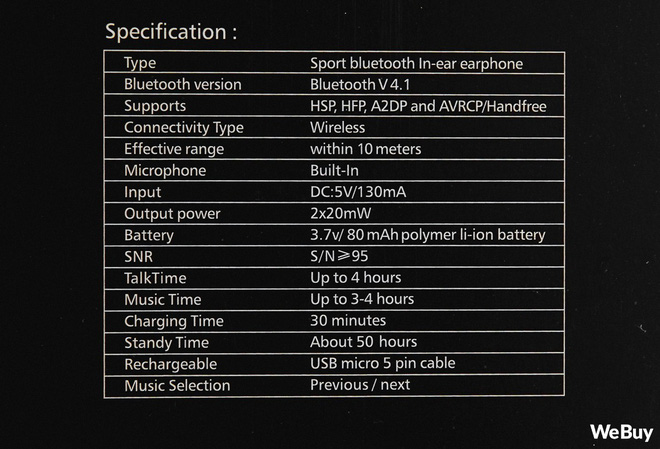 Specification :
Type Sport bluetooth In-ear earphone
Bluetooth version Bluetooth V 4.1
Supports HSP, HFP, A2DP and AVRCP/Handfree
Connectivity Type Wireless
Effective range within 10 meters
Microphone Built-In
Input DC:5V/130mA
Output power 2x20mW
Battery 3.7v/ 80 mAh polymer li-ion battery
SNR S/N≥95
TalkTime Up to 4 hours
Music Time Up to 3-4 hours
Charging Time 30 minutes
Standy Time About 50 hours
Rechargeable USB micro 5 pin cable
Music Selection Previous / next
WeBuy